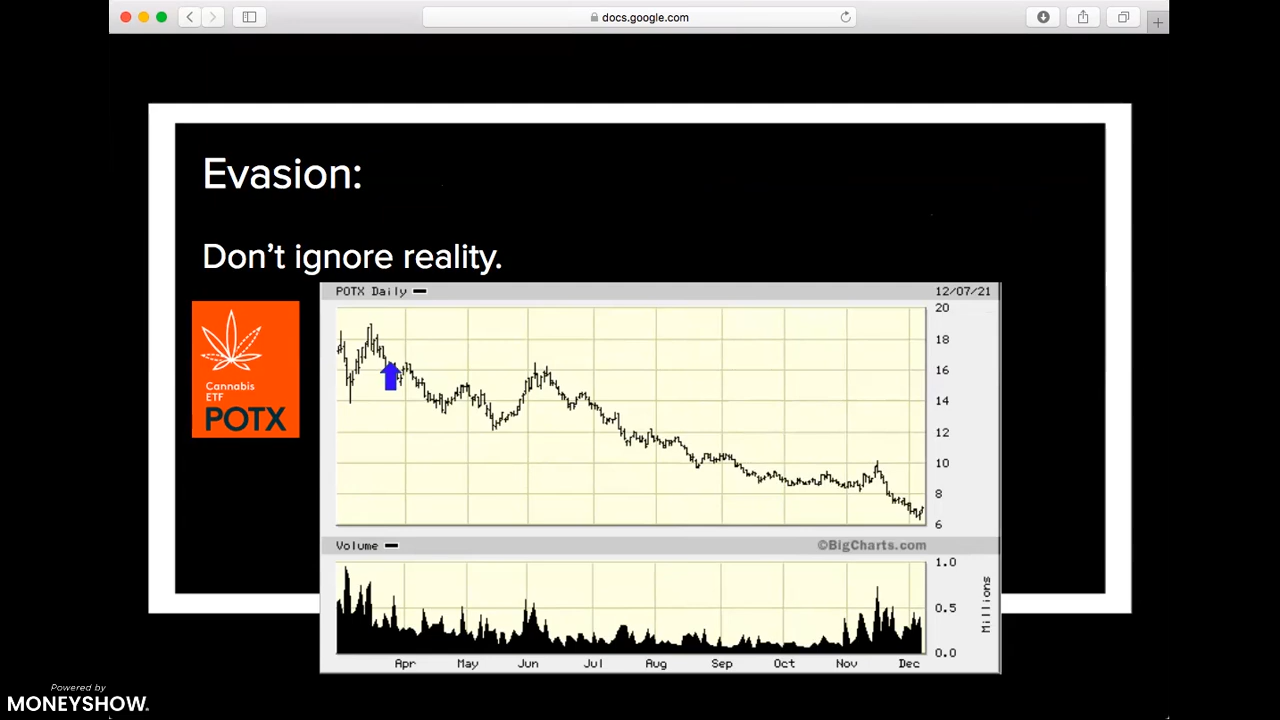 docs.google.com
Evasion:
Don’t ignore reality.
Cannabis
ETF
POTX
POTX Daily
12/07/21
20
18
16
14
12
10
8
6
Volume
©BigCharts.com
1.0
0.5
0.0
Millions
Apr May Jun Jul Aug Sep Oct Nov Dec
Powered by
MONEYSHOW.